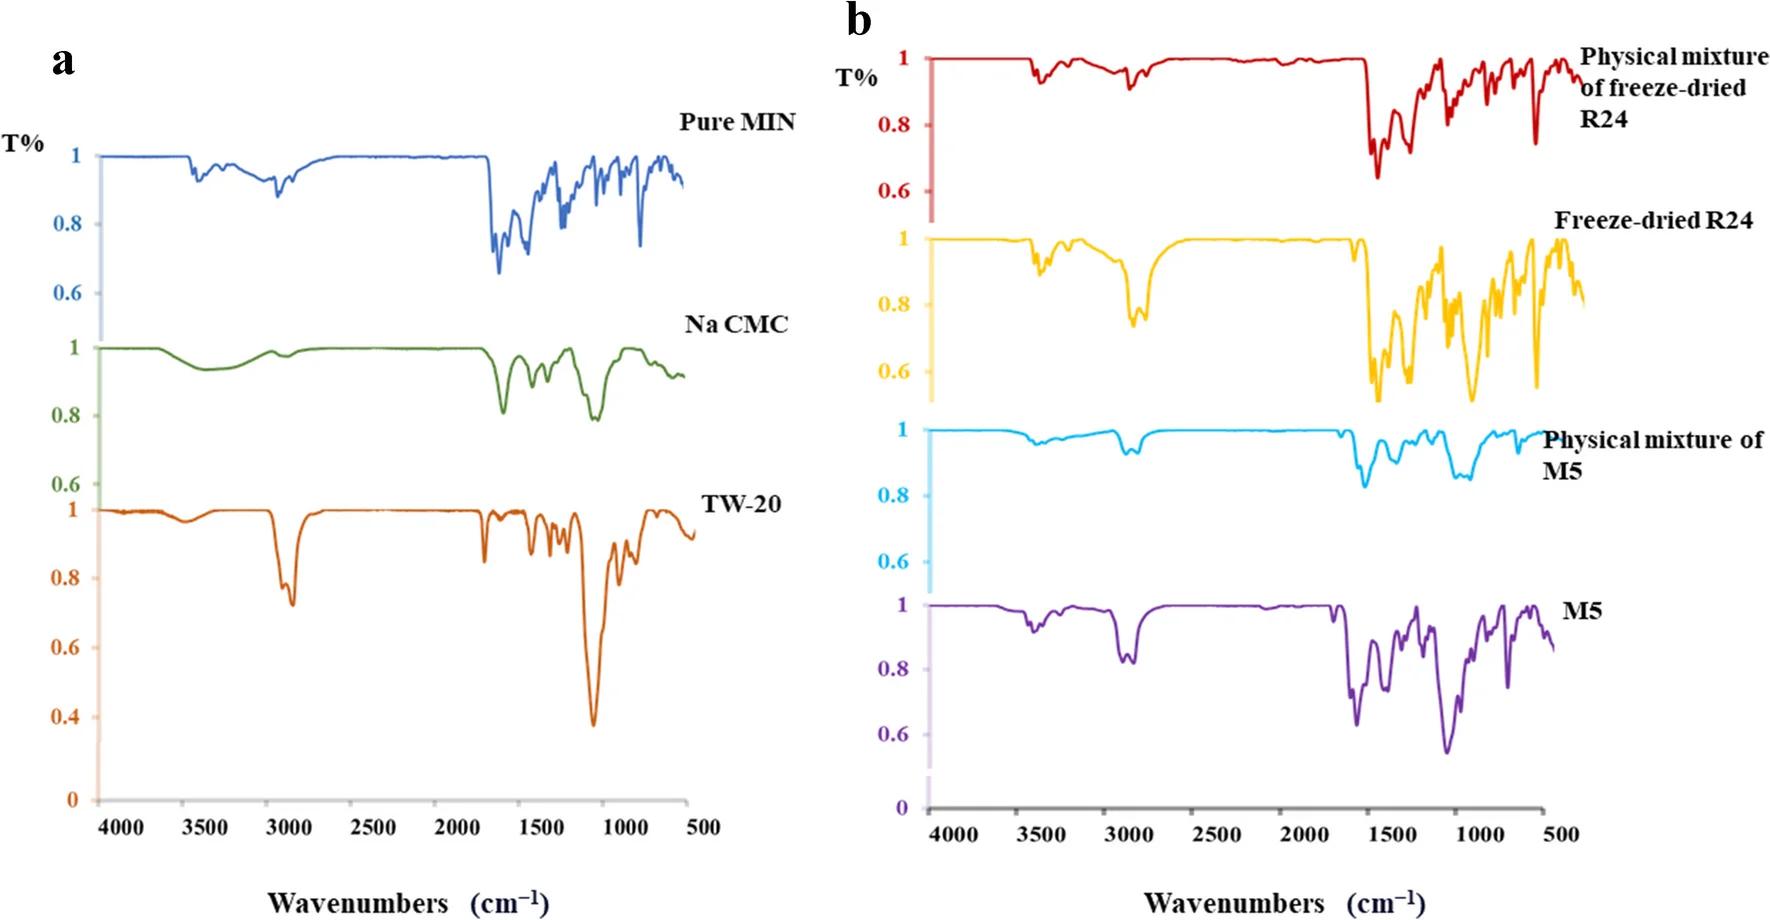 a
T%
Pure MIN
1
0.8
0.6
Na CMC
1
0.8
0.6
TW-20
1
0.8
0.6
0.4
0
4000 3500 3000 2500 2000 1500 1000 500
Wavenumbers (cm⁻¹)
b
T%
Physical mixture
of freeze-dried
R24
1
0.8
0.6
Freeze-dried R24
1
0.8
0.6
Physical mixture of
M5
1
0.8
0.6
M5
1
0.8
0.6
0
4000 3500 3000 2500 2000 1500 1000 500
Wavenumbers (cm⁻¹)